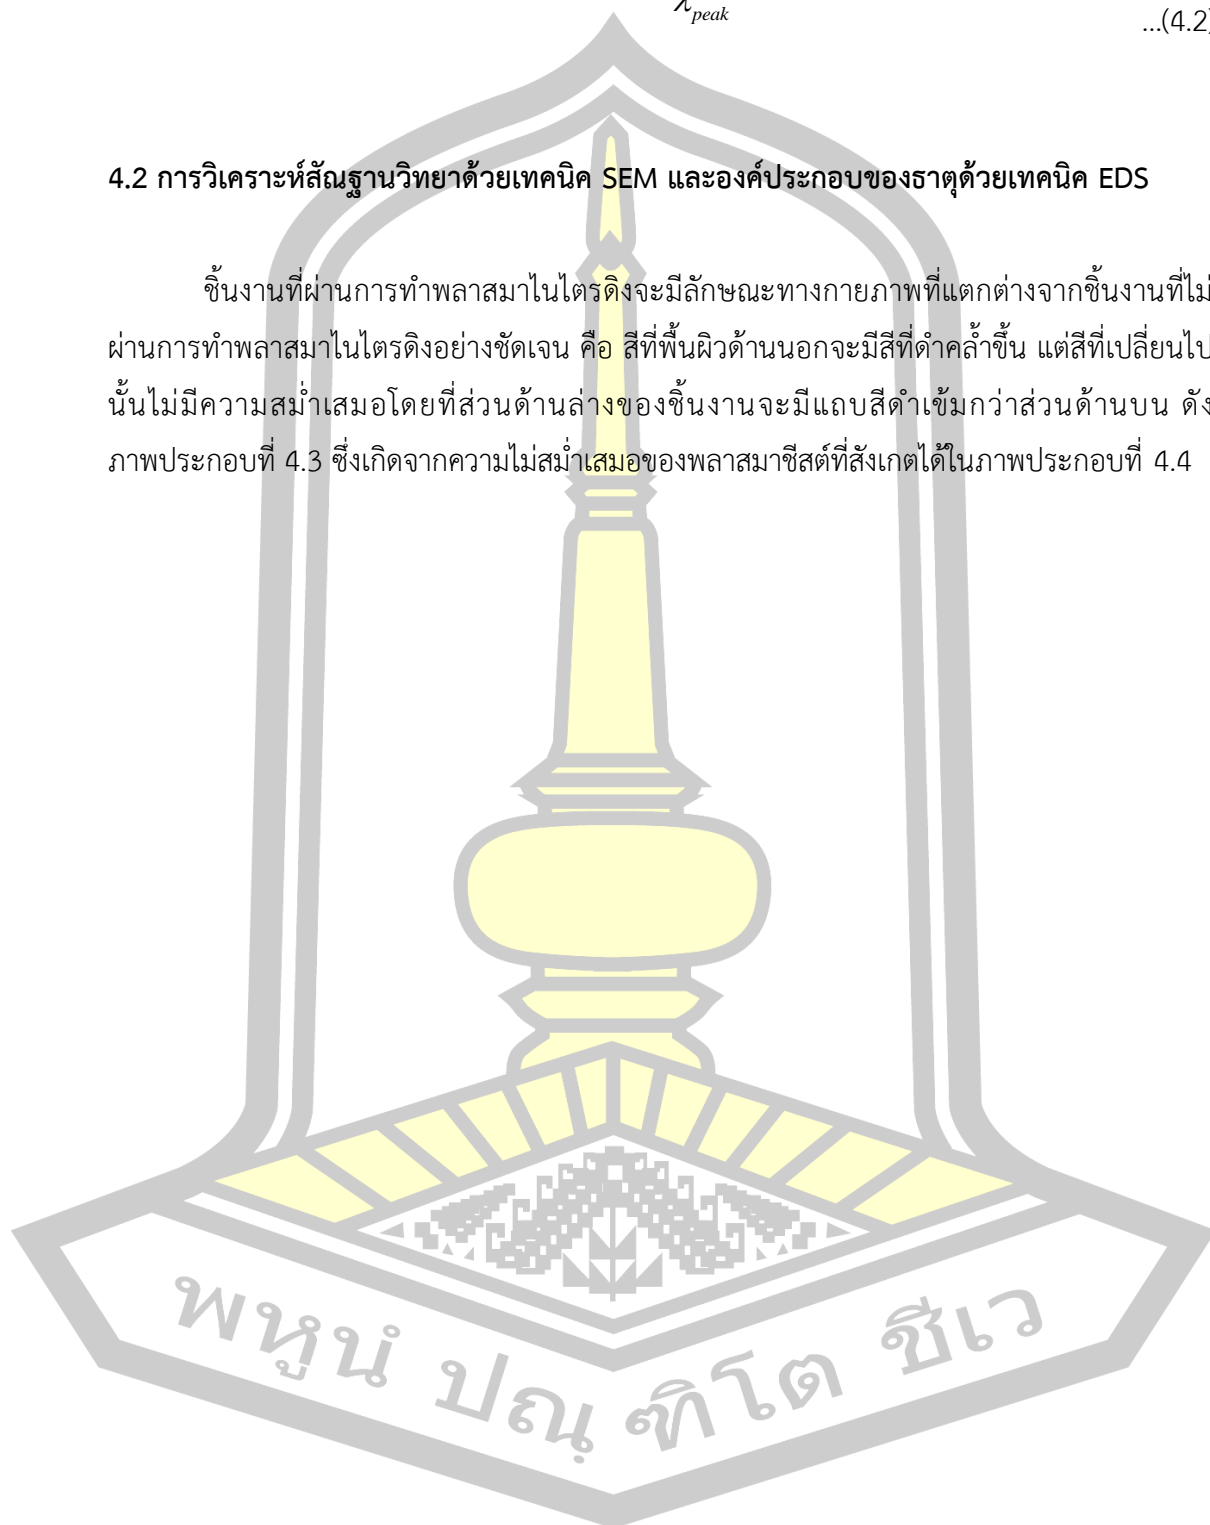 λpeak
...(4.2)
4.2 การวิเคราะห์สัณฐานวิทยาด้วยเทคนิค SEM และองค์ประกอบของธาตุด้วยเทคนิค EDS
ชิ้นงานที่ผ่านการทำพลาสมาไนไตรดิงจะมีลักษณะทางกายภาพที่แตกต่างจากชิ้นงานที่ไม่
ผ่านการทำพลาสมาไนไตรดิงอย่างชัดเจน คือ สีที่พื้นผิวด้านนอกจะมีสีที่ดำคล้ำขึ้น แต่สีที่เปลี่ยนไป
นั้นไม่มีความสม่ำเสมอโดยที่ส่วนด้านล่างของชิ้นงานจะมีแถบสีดำเข้มกว่าส่วนด้านบน ดัง
ภาพประกอบที่ 4.3 ซึ่งเกิดจากความไม่สม่ำเสมอของพลาสมาชีสต์ที่สังเกตได้ในภาพประกอบที่ 4.4
พหูนํ ปณฺฑิโต ชีเว